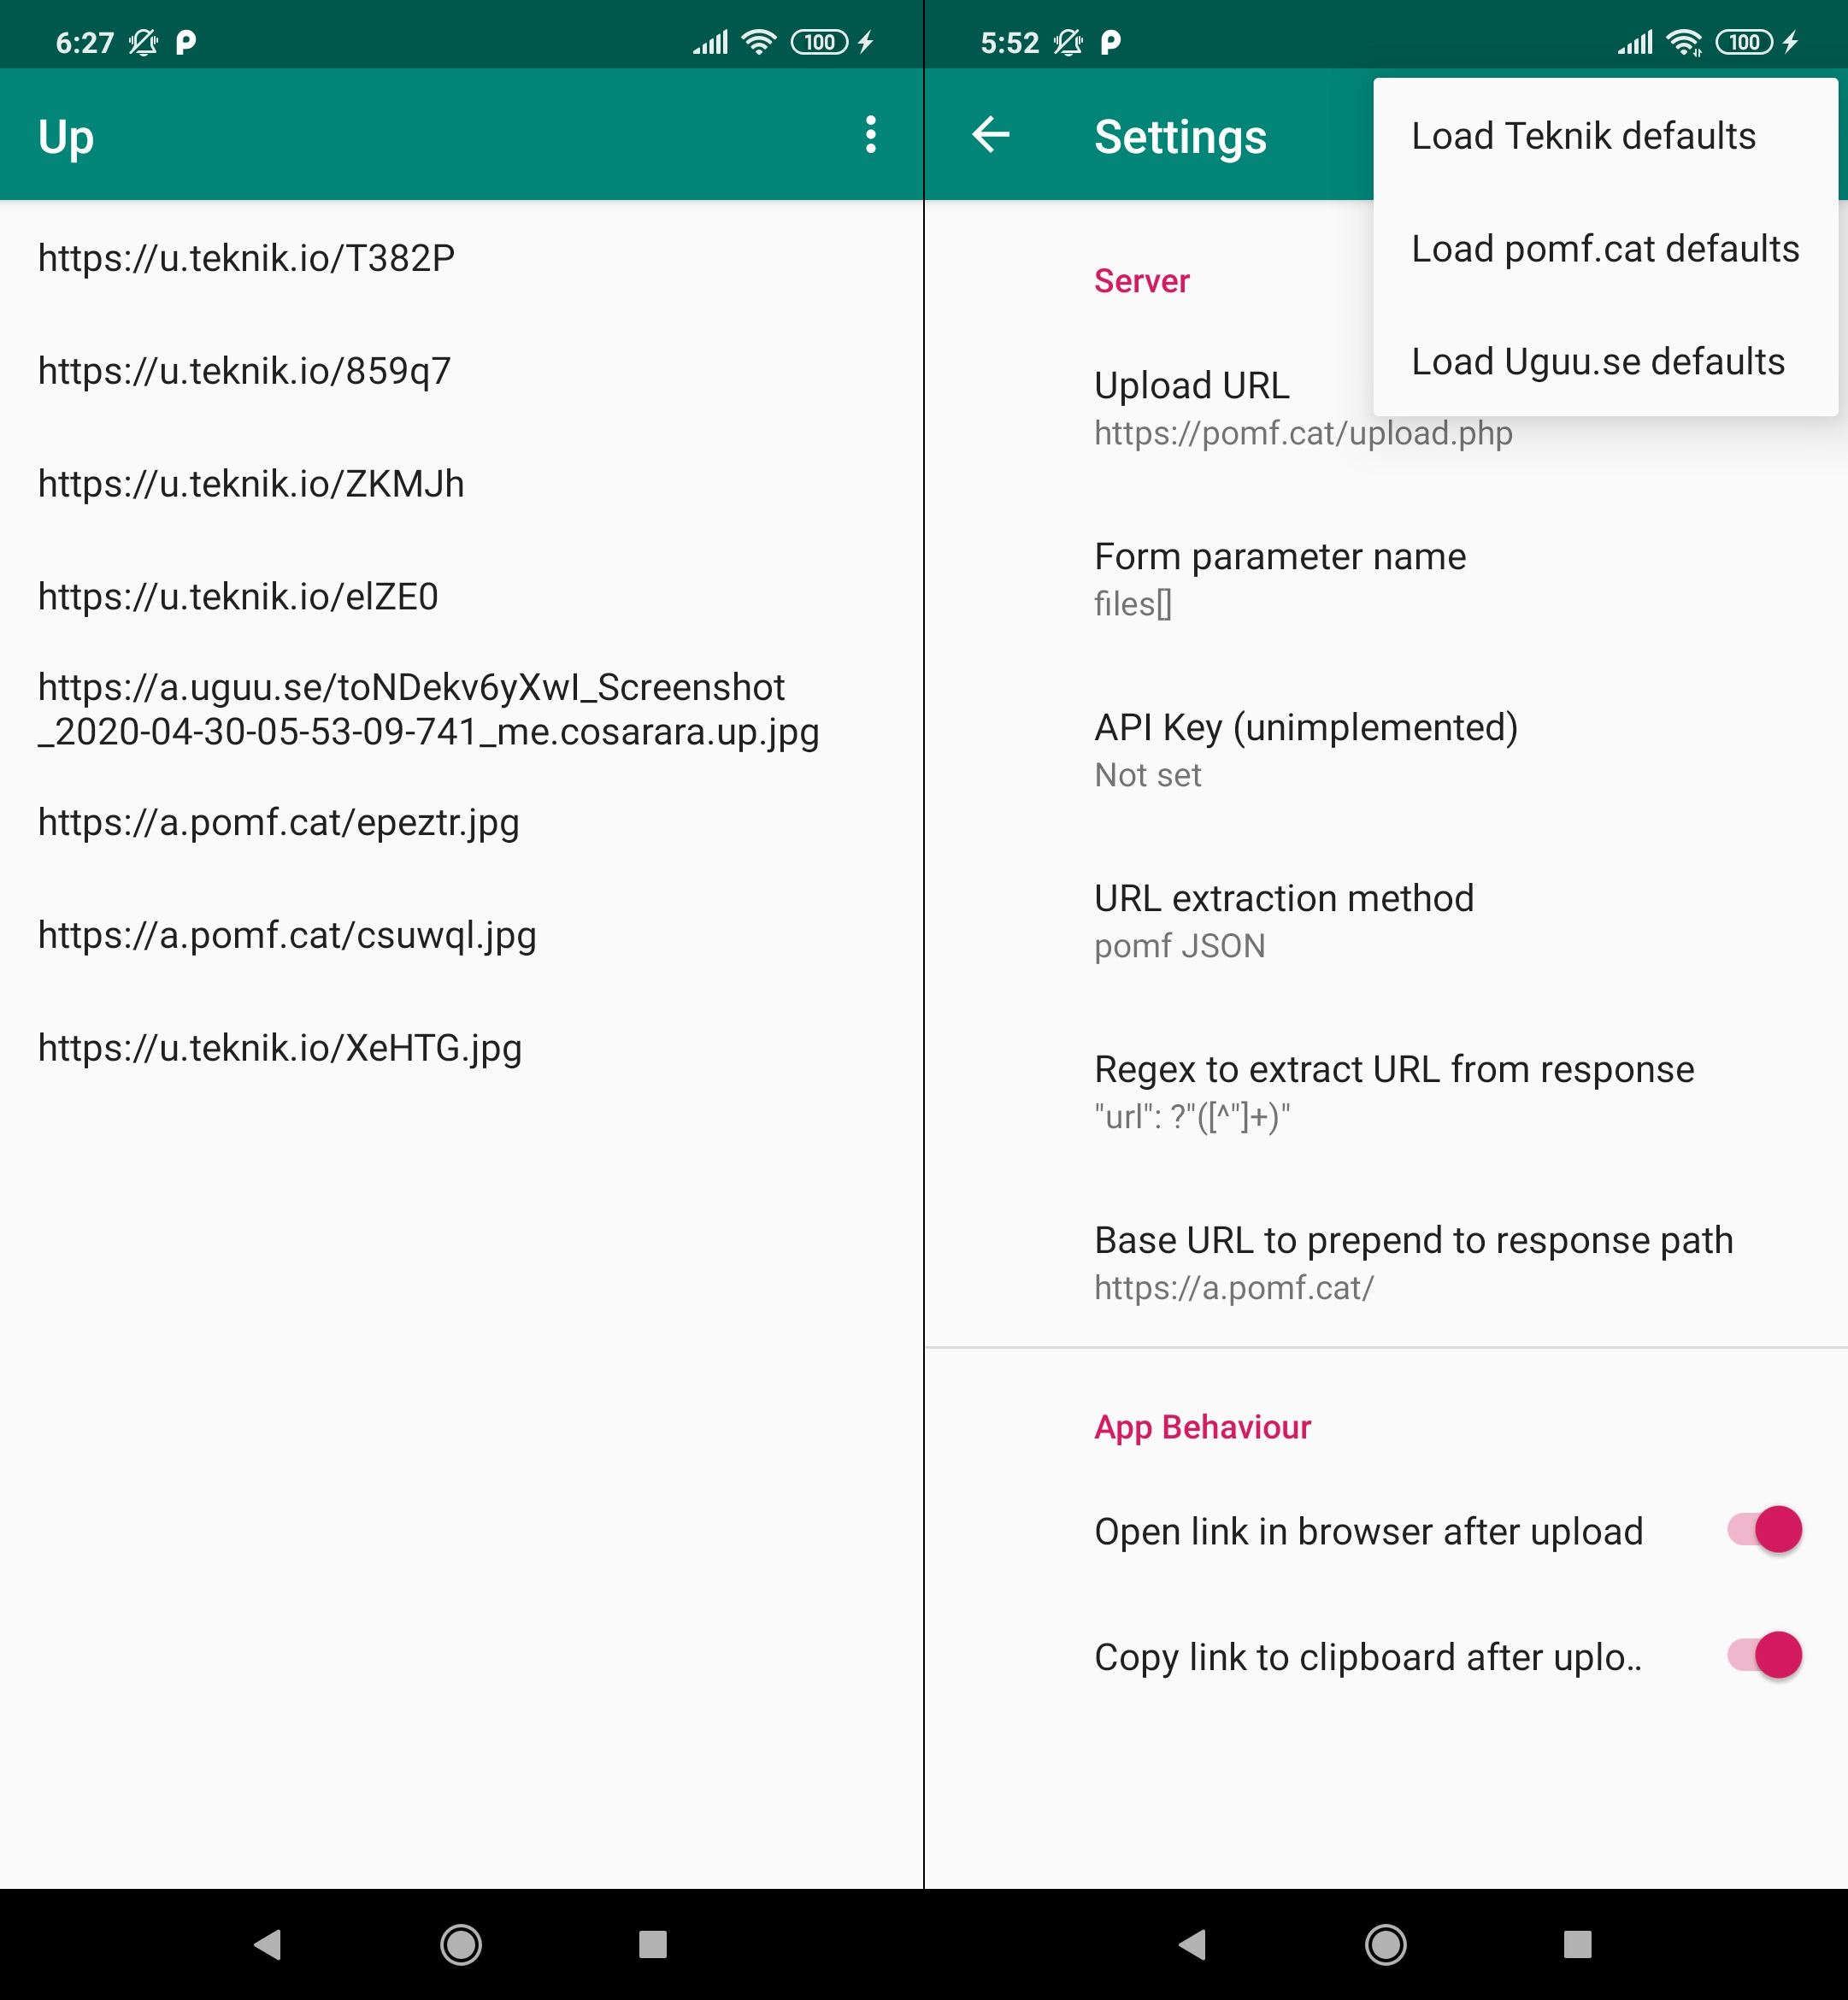 6:27
100
Up
https://u.teknik.io/T382P
https://u.teknik.io/859q7
https://u.teknik.io/ZKMJh
https://u.teknik.io/elZE0
https://a.uguu.se/toNDekv6yXwI_Screenshot
_2020-04-30-05-53-09-741_me.cosarara.up.jpg
https://a.pomf.cat/epeztr.jpg
https://a.pomf.cat/csuwql.jpg
https://u.teknik.io/XeHTG.jpg
5:52
100
Settings
Load Teknik defaults
Load pomf.cat defaults
Load Uguu.se defaults
Server
Upload URL
https://pomf.cat/upload.php
Form parameter name
files[]
API Key (unimplemented)
Not set
URL extraction method
pomf JSON
Regex to extract URL from response
"url": ?"([^"]+)"
Base URL to prepend to response path
https://a.pomf.cat/
App Behaviour
Open link in browser after upload
Copy link to clipboard after uplo..